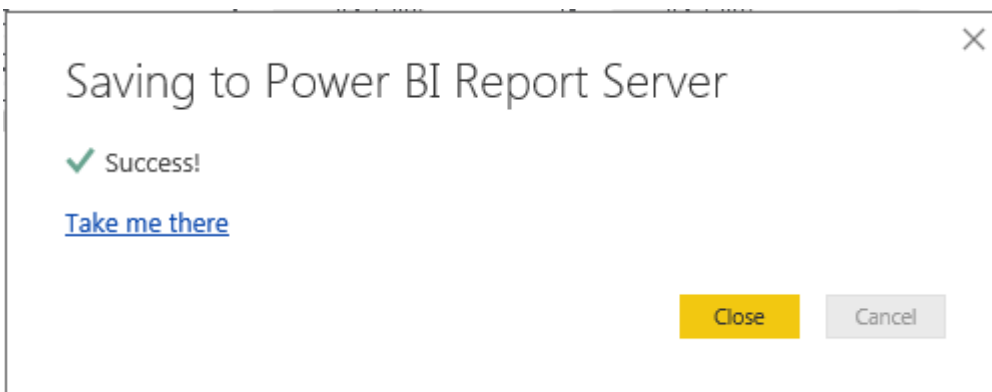 Saving to Power BI Report Server
Success!
Take me there
Close
Cancel